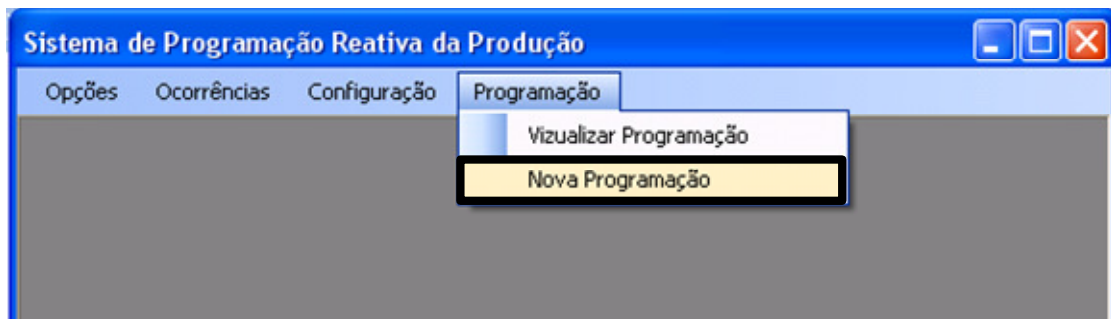 Sistema de Programação Reativa da Produção
Opções Ocorrências Configuração Programação
Vizualizar Programação
Nova Programação